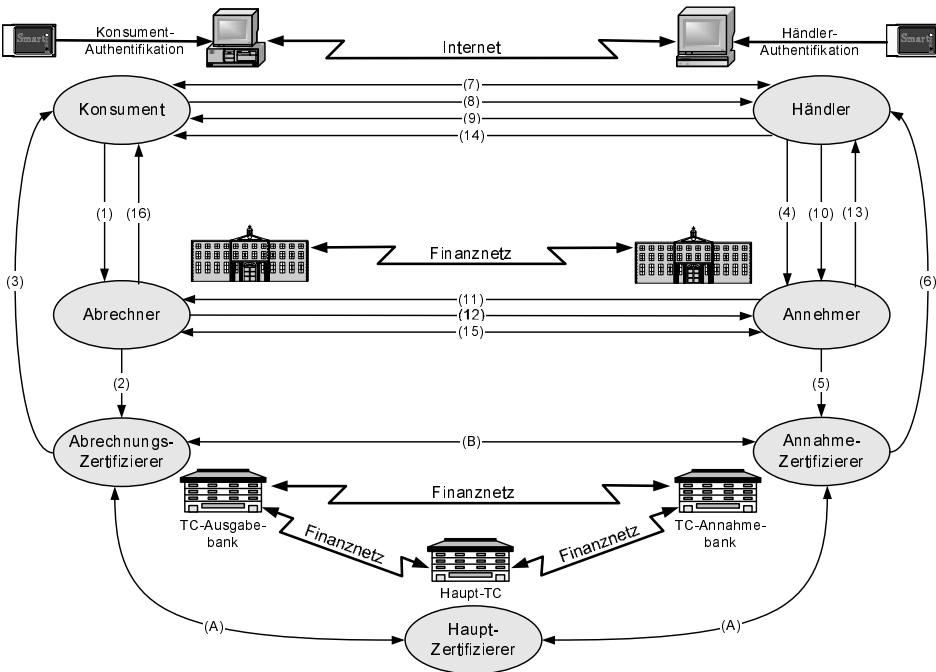 Smart
Konsument-
Authentifikation
Internet
Händler-
Authentifikation
Smart
(7)
Konsument
(8)
Händler
(9)
(14)
(1)
(16)
(4)
(10)
(13)
(3)
Finanznetz
(6)
(11)
Abrechner
(12)
Annehmer
(15)
(2)
(5)
Abrechnungs-
Zertifizierer
(B)
Annahme-
Zertifizierer
Finanznetz
TC-Ausgabe-
bank
TC-Annahme-
bank
Finanznetz
Finanznetz
Haupt-TC
(A)
(A)
Haupt-
Zertifizierer